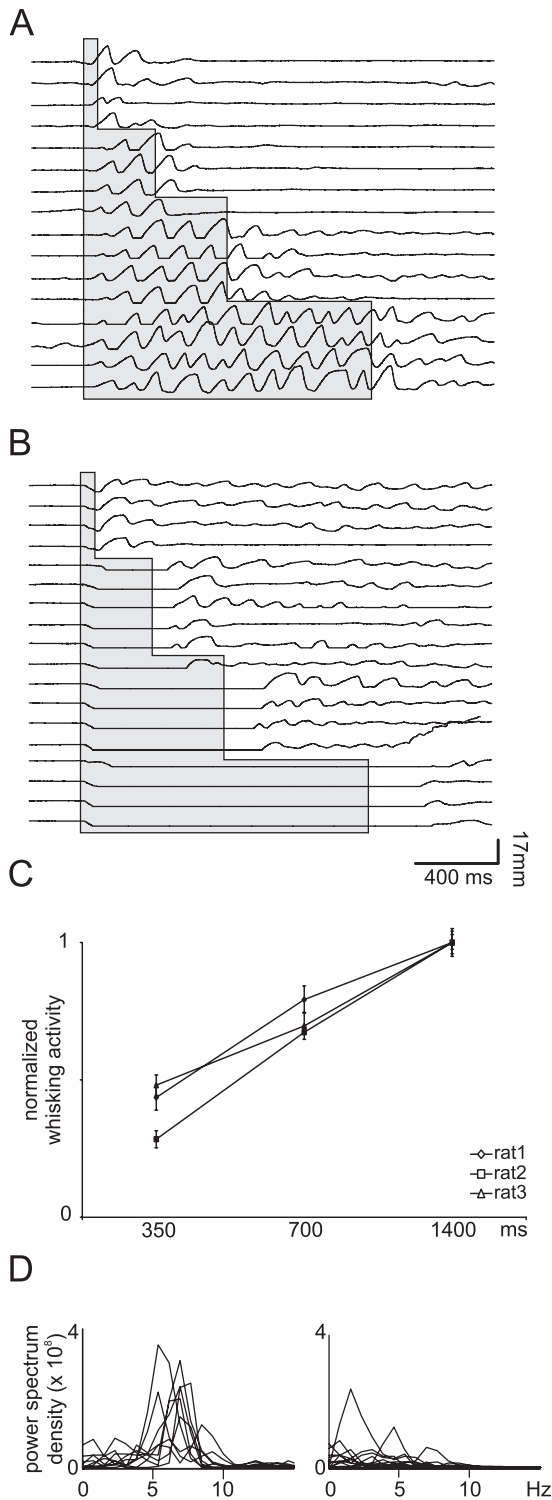 A
B
17mm
400 ms
C
1
normalized
whisking activity
0
rat1
rat2
rat3
350 700 1400 ms
D
4 4
power spectrum
density (x 10⁸)
0 0
0 5 10 0 5 10 Hz